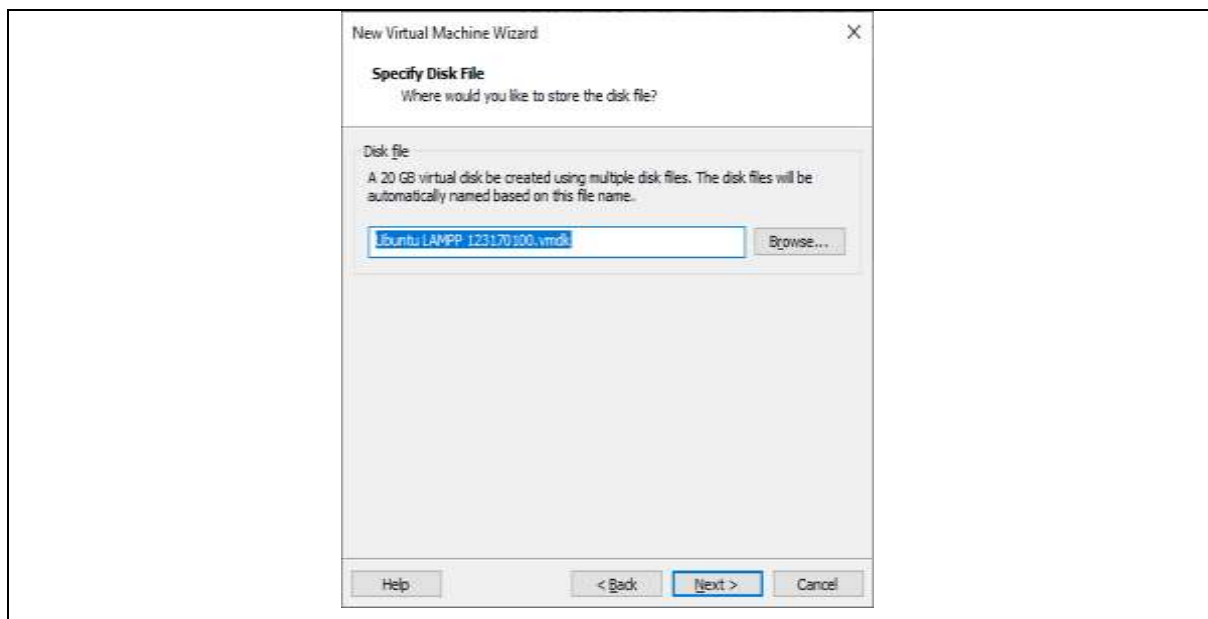 New Virtual Machine Wizard
Specify Disk File
Where would you like to store the disk file?
Disk file
A 20 GB virtual disk be created using multiple disk files. The disk files will be
automatically named based on this file name.
Ubuntu LAMPP 123170100.vmdk
Browse...
Help
< Back
Next >
Cancel